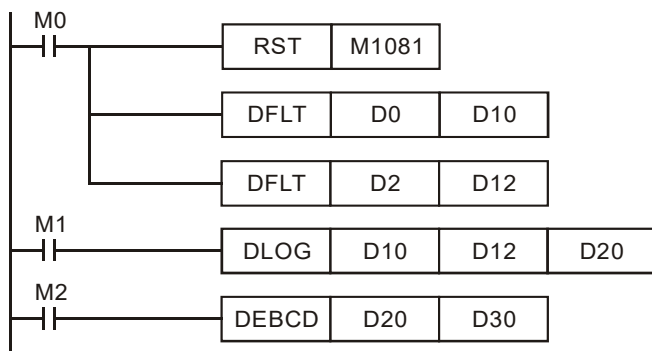 M0
RST M1081
DFLT D0 D10
DFLT D2 D12
M1
DLOG D10 D12 D20
M2
DEBCD D20 D30